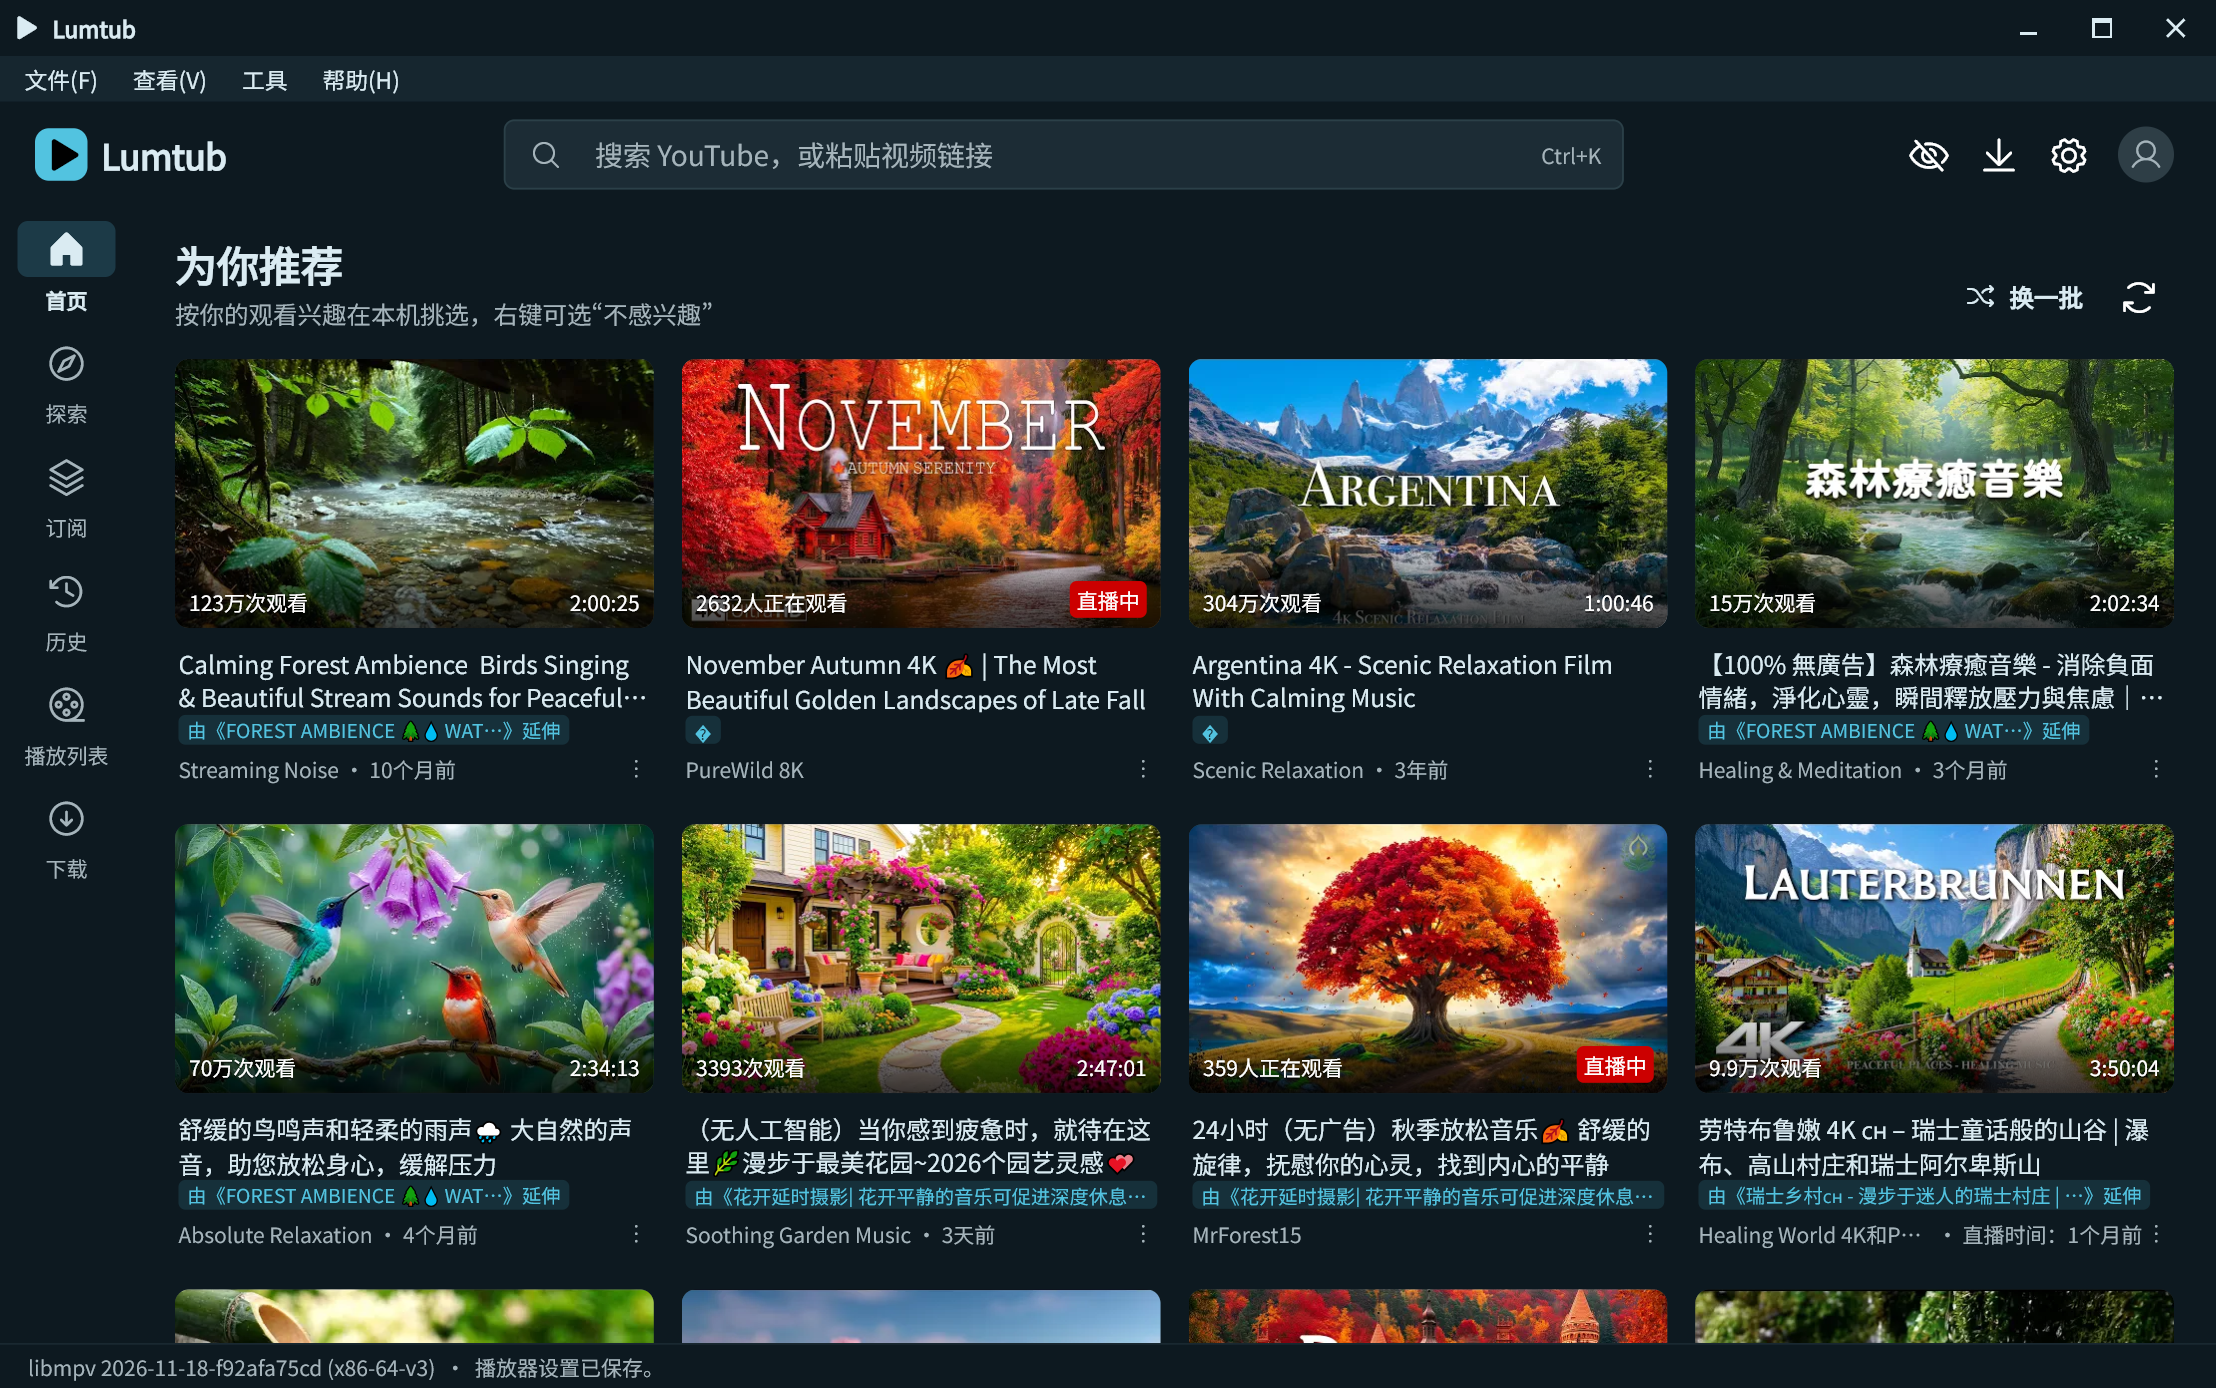 Lumtub
文件(F) 查看(V) 工具 帮助(H)
Lumtub
搜索 YouTube，或粘贴视频链接 Ctrl+K
首页
探索
订阅
历史
播放列表
下载
为你推荐
按你的观看兴趣在本机挑选，右键可选“不感兴趣”
换一批
123万次观看 2:00:25
Calming Forest Ambience Birds Singing
& Beautiful Stream Sounds for Peaceful…
由《FOREST AMBIENCE 🌲💧 WAT…》延伸
Streaming Noise • 10个月前
NOVEMBER
AUTUMN SERENITY
2632人正在观看 直播中
November Autumn 4K 🍂 | The Most
Beautiful Golden Landscapes of Late Fall
�
PureWild 8K
ARGENTINA
4K SCENIC RELAXATION FILM
304万次观看 1:00:46
Argentina 4K - Scenic Relaxation Film
With Calming Music
�
Scenic Relaxation • 3年前
森林療癒音樂
15万次观看 2:02:34
【100% 無廣告】森林療癒音樂 - 消除負面
情緒，淨化心靈，瞬間釋放壓力與焦慮｜…
由《FOREST AMBIENCE 🌲💧 WAT…》延伸
Healing & Meditation • 3个月前
70万次观看 2:34:13
舒缓的鸟鸣声和轻柔的雨声🌧️ 大自然的声
音，助您放松身心，缓解压力
由《FOREST AMBIENCE 🌲💧 WAT…》延伸
Absolute Relaxation • 4个月前
3393次观看 2:47:01
（无人工智能）当你感到疲惫时，就待在这
里🌿漫步于最美花园~2026个园艺灵感💕
由《花开延时摄影| 花开平静的音乐可促进深度休息…
Soothing Garden Music • 3天前
359人正在观看 直播中
24小时（无广告）秋季放松音乐🍂 舒缓的
旋律，抚慰你的心灵，找到内心的平静
由《花开延时摄影| 花开平静的音乐可促进深度休息…
MrForest15
LAUTERBRUNNEN
4K
PEACEFUL PLACES - HEALING MUSIC
9.9万次观看 3:50:04
劳特布鲁嫩 4K ᴄʜ – 瑞士童话般的山谷 | 瀑
布、高山村庄和瑞士阿尔卑斯山
由《瑞士乡村ᴄʜ - 漫步于迷人的瑞士村庄 | …》延伸
Healing World 4K和P… • 直播时间：1个月前
libmpv 2026-11-18-f92afa75cd (x86-64-v3) • 播放器设置已保存。